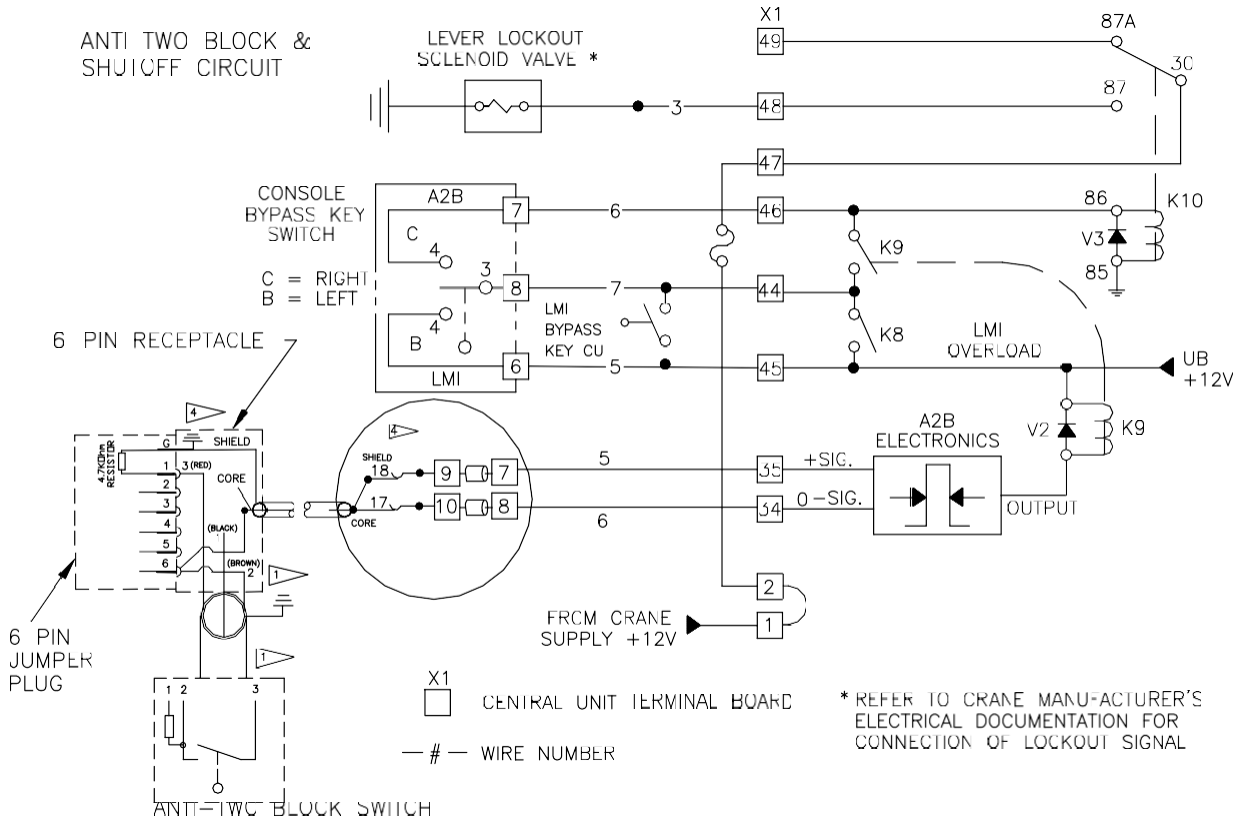 ANTI TWO BLOCK &
SHUTOFF CIRCUIT
LEVER LOCKOUT
SCLENOID VALVE *
X1
49
87A
30
3
48
87
47
CONSOLE
BYPASS KEY
SWITCH
C = RIGHT
B = LEFT
A2B
7
6
46
86
K10
C
4
K9
V3
85
3
8
7
44
4
B
LMI
BYPASS
KEY CU
K8
LMI
OVERLOAD
LMI
6
5
45
UB
+12V
6 PIN RECEPTACLE
4
4
4.7KOhm
RESISTOR
G
SHIELD
1
3 (RED)
2
CORE
3
4
(BLACK)
5
6
(BROWN)
2
1
SHIELD
18
9
7
17
10
8
CORE
5
35
+SIG.
6
34
0-SIG.
A2B
ELECTRONICS
V2
K9
OUTPUT
2
FRCM CRANE
SUPPLY +12V
1
6 PIN
JUMPER
PLUG
1
1 2 3
ANTI-TWC BLOCK SWITCH
X1
CENTRAL UNIT TERMINAL BOARD
—#— WIRE NUMBER
* REFER TO CRANE MANUFACTURER'S
ELECTRICAL DOCUMENTATION FOR
CONNECTION OF LOCKOUT SIGNAL